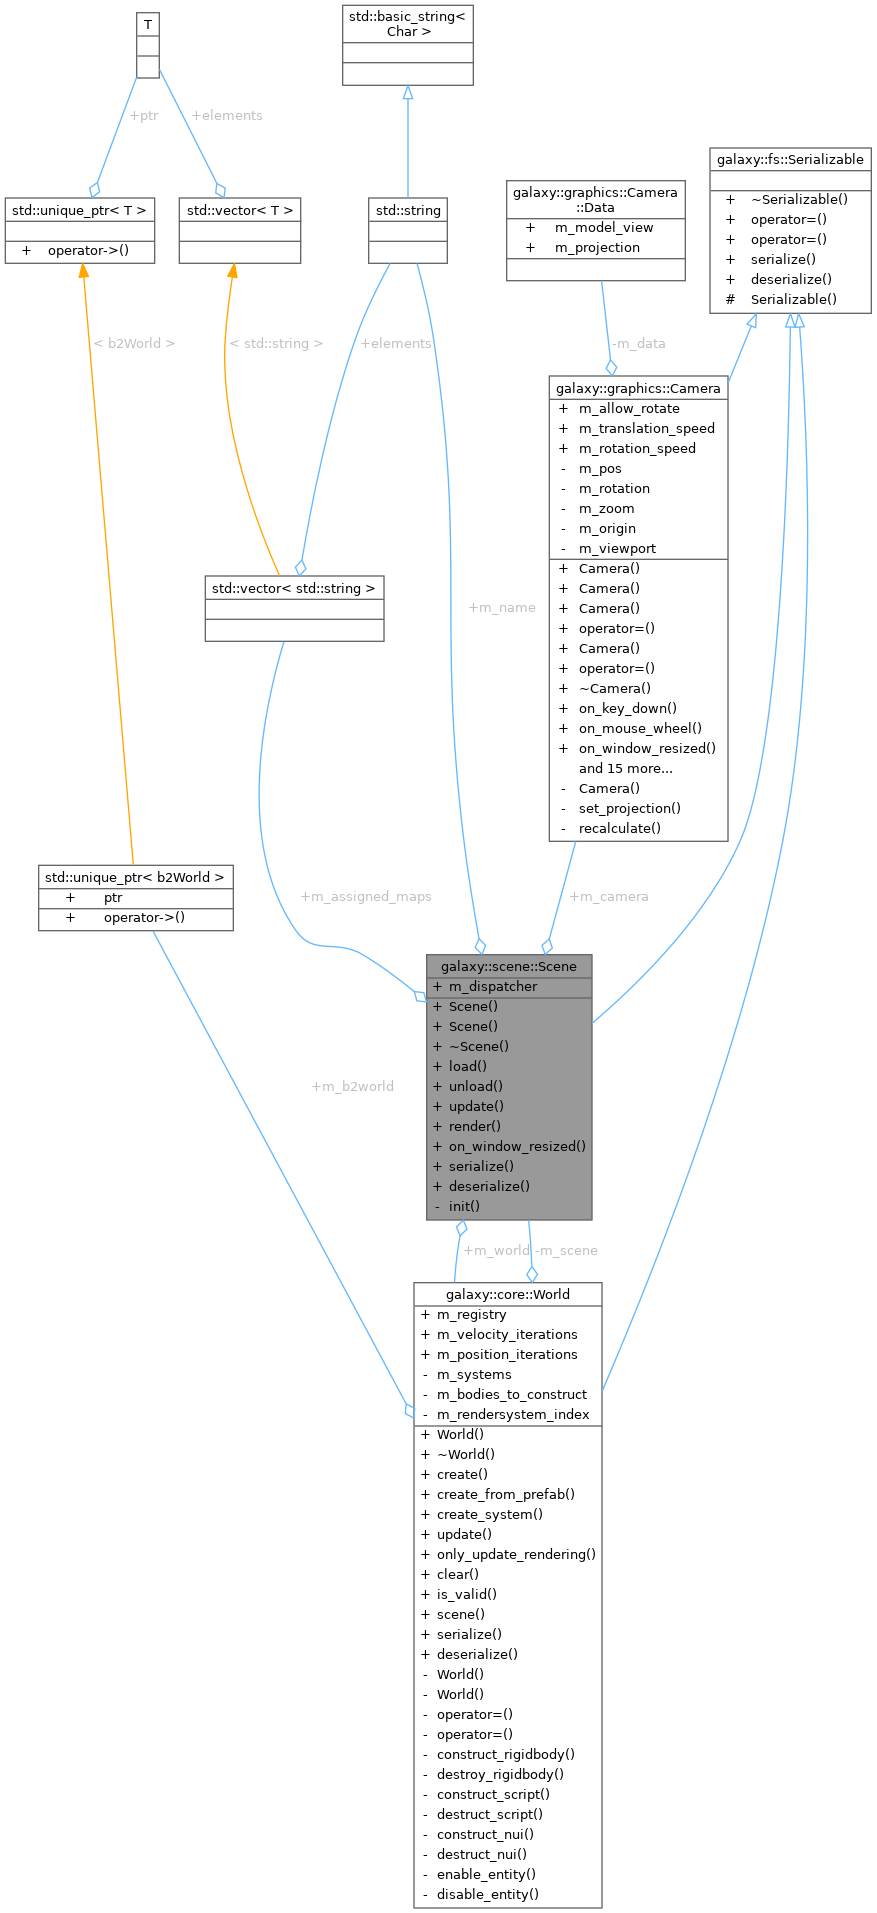 T
std::basic_string<
Char >
+ptr
+elements
galaxy::fs::Serializable
+ ~Serializable()
+ operator=()
+ operator=()
+ serialize()
+ deserialize()
# Serializable()
galaxy::graphics::Camera
::Data
+ m_model_view
+ m_projection
std::unique_ptr< T >
+ operator->()
std::vector< T >
std::string
< b2World >
< std::string >
+elements
-m_data
galaxy::graphics::Camera
+ m_allow_rotate
+ m_translation_speed
+ m_rotation_speed
- m_pos
- m_rotation
- m_zoom
- m_origin
- m_viewport
+ Camera()
+ Camera()
+ Camera()
+ operator=()
+ Camera()
+ operator=()
+ ~Camera()
+ on_key_down()
+ on_mouse_wheel()
+ on_window_resized()
and 15 more...
- Camera()
- set_projection()
- recalculate()
std::vector< std::string >
+m_name
std::unique_ptr< b2World >
+ ptr
+ operator->()
+m_assigned_maps
+m_camera
galaxy::scene::Scene
+ m_dispatcher
+ Scene()
+ Scene()
+ ~Scene()
+ load()
+ unload()
+ update()
+ render()
+ on_window_resized()
+ serialize()
+ deserialize()
- init()
+m_b2world
+m_world
-m_scene
galaxy::core::World
+ m_registry
+ m_velocity_iterations
+ m_position_iterations
- m_systems
- m_bodies_to_construct
- m_rendersystem_index
+ World()
+ ~World()
+ create()
+ create_from_prefab()
+ create_system()
+ update()
+ only_update_rendering()
+ clear()
+ is_valid()
+ scene()
+ serialize()
+ deserialize()
- World()
- World()
- operator=()
- operator=()
- construct_rigidbody()
- destroy_rigidbody()
- construct_script()
- destruct_script()
- construct_nui()
- destruct_nui()
- enable_entity()
- disable_entity()